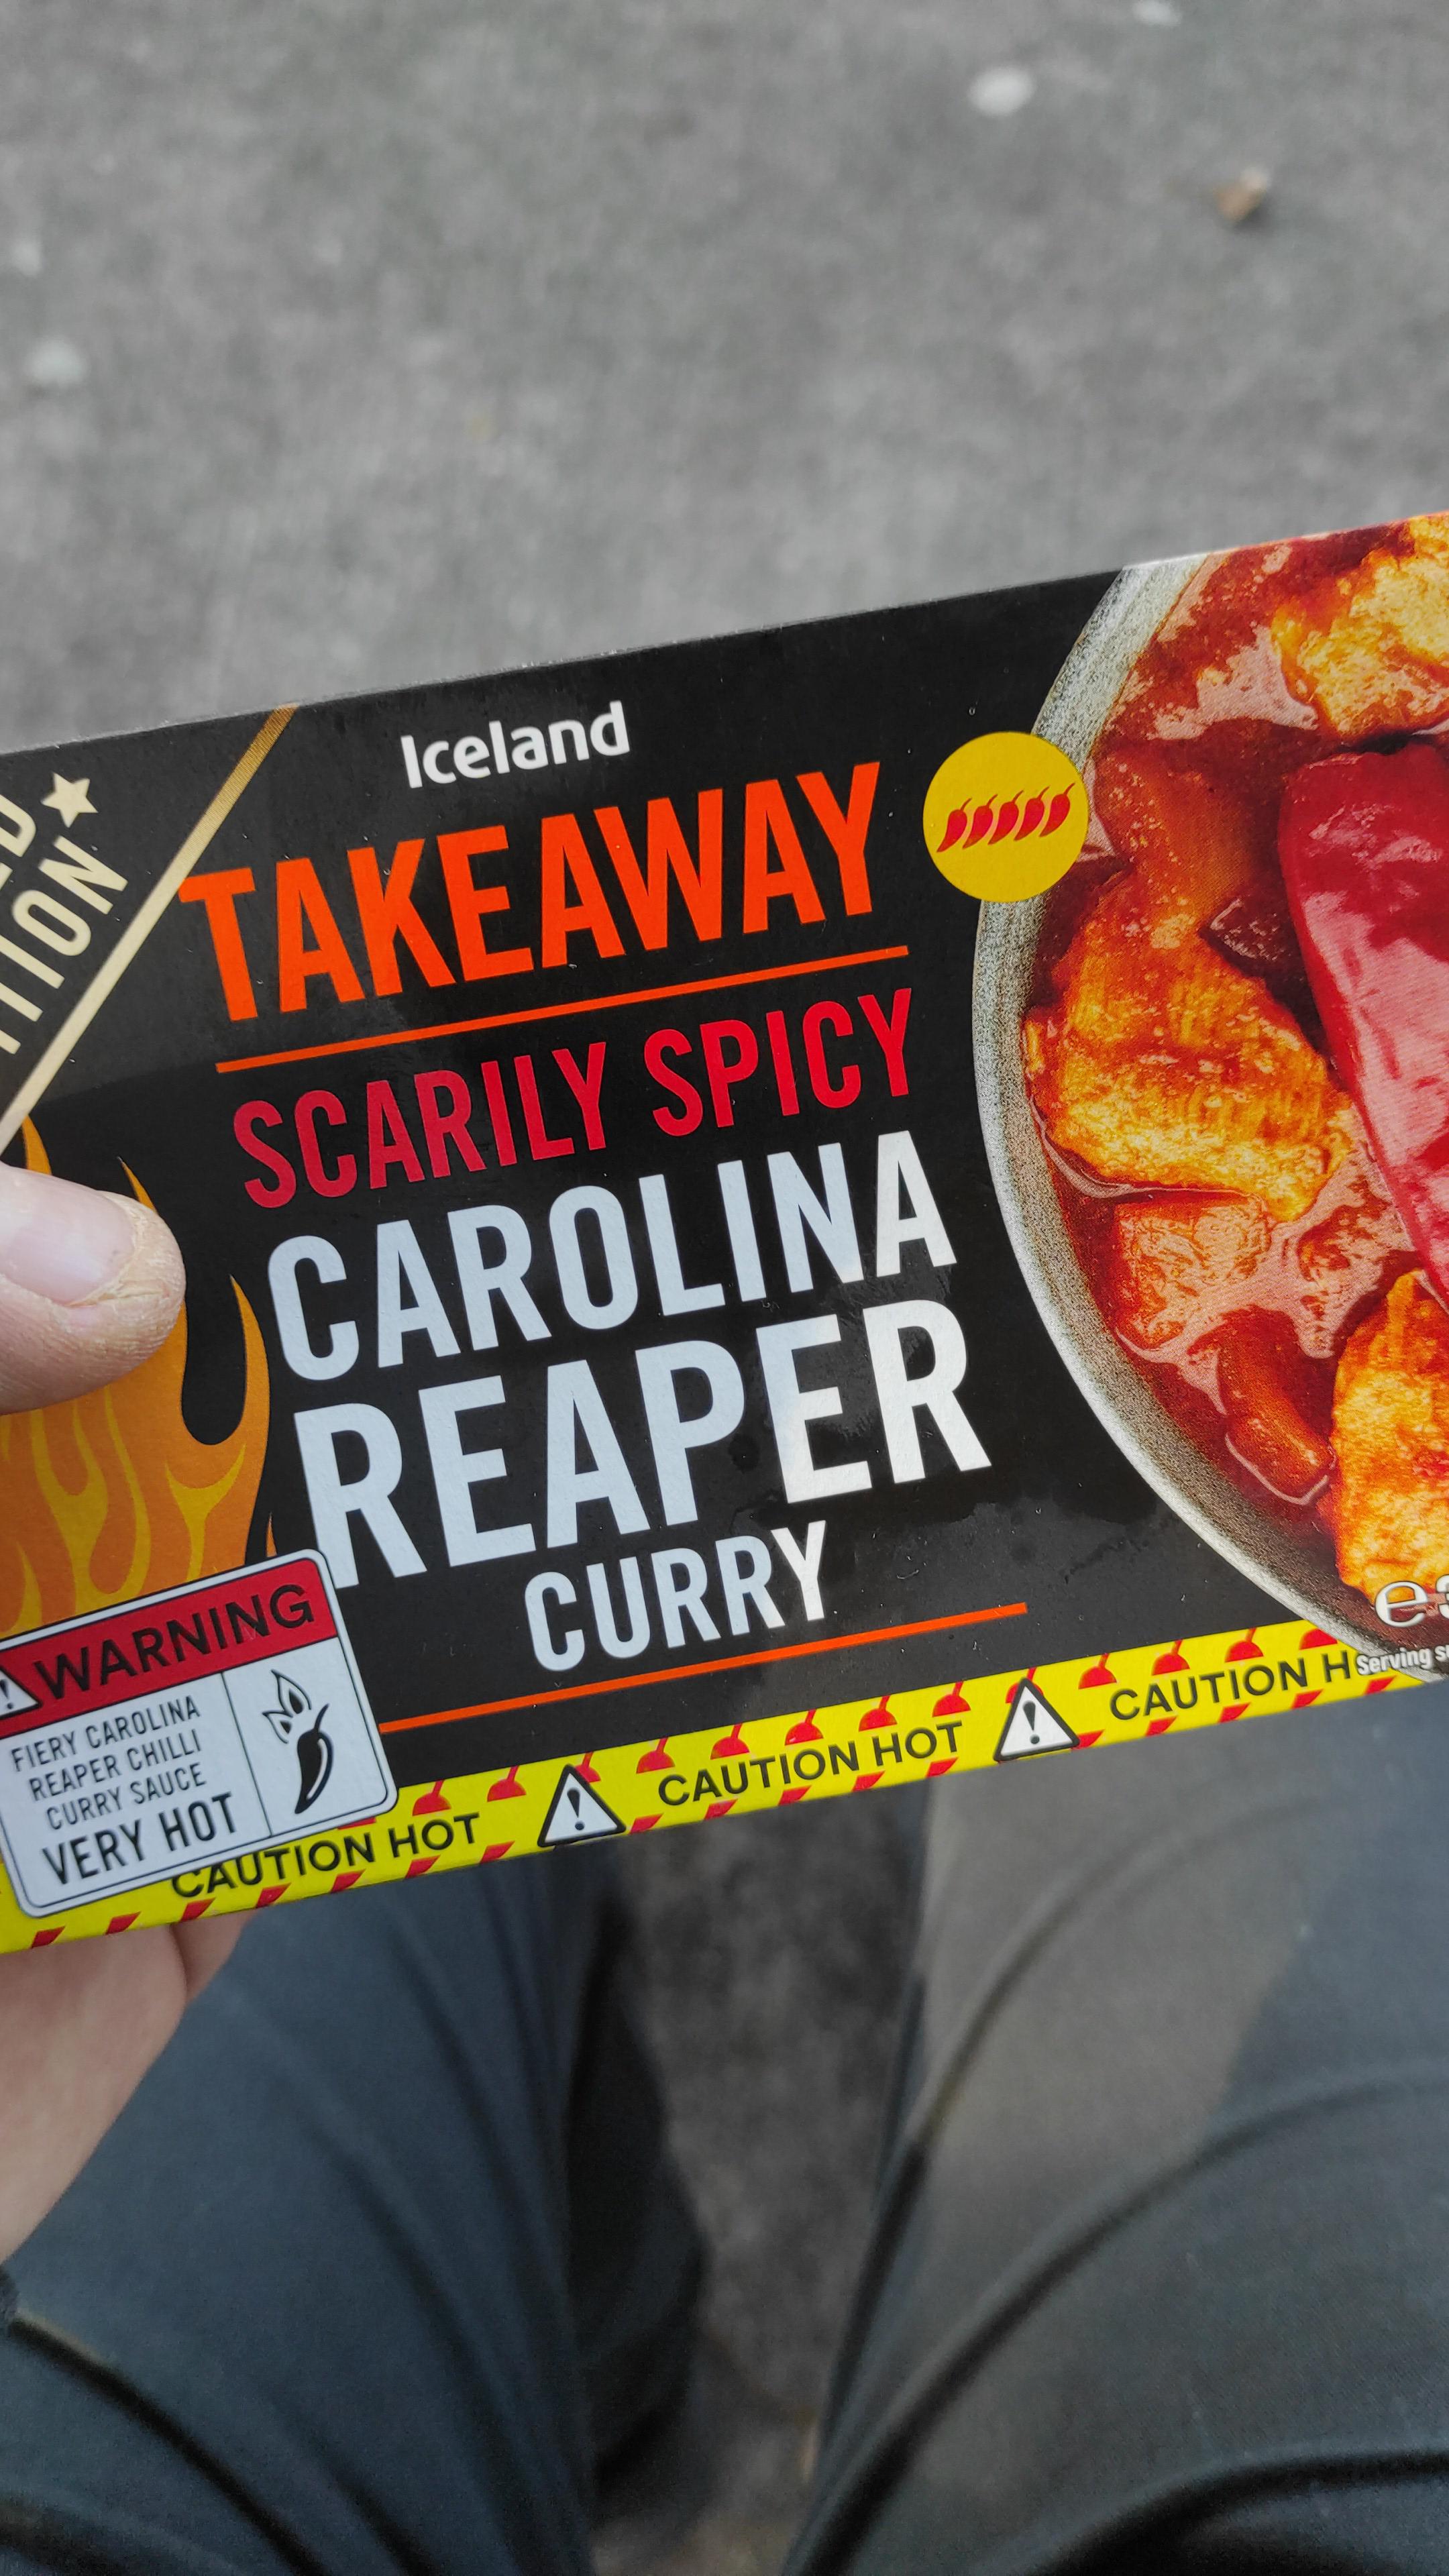 Iceland
TAKEAWAY
SCARILY SPICY
CAROLINA
REAPER
CURRY
WARNING
FIERY CAROLINA
REAPER CHILLI
CURRY SAUCE
VERY HOT
CAUTION HOT CAUTION HOT CAUTION H
Serving